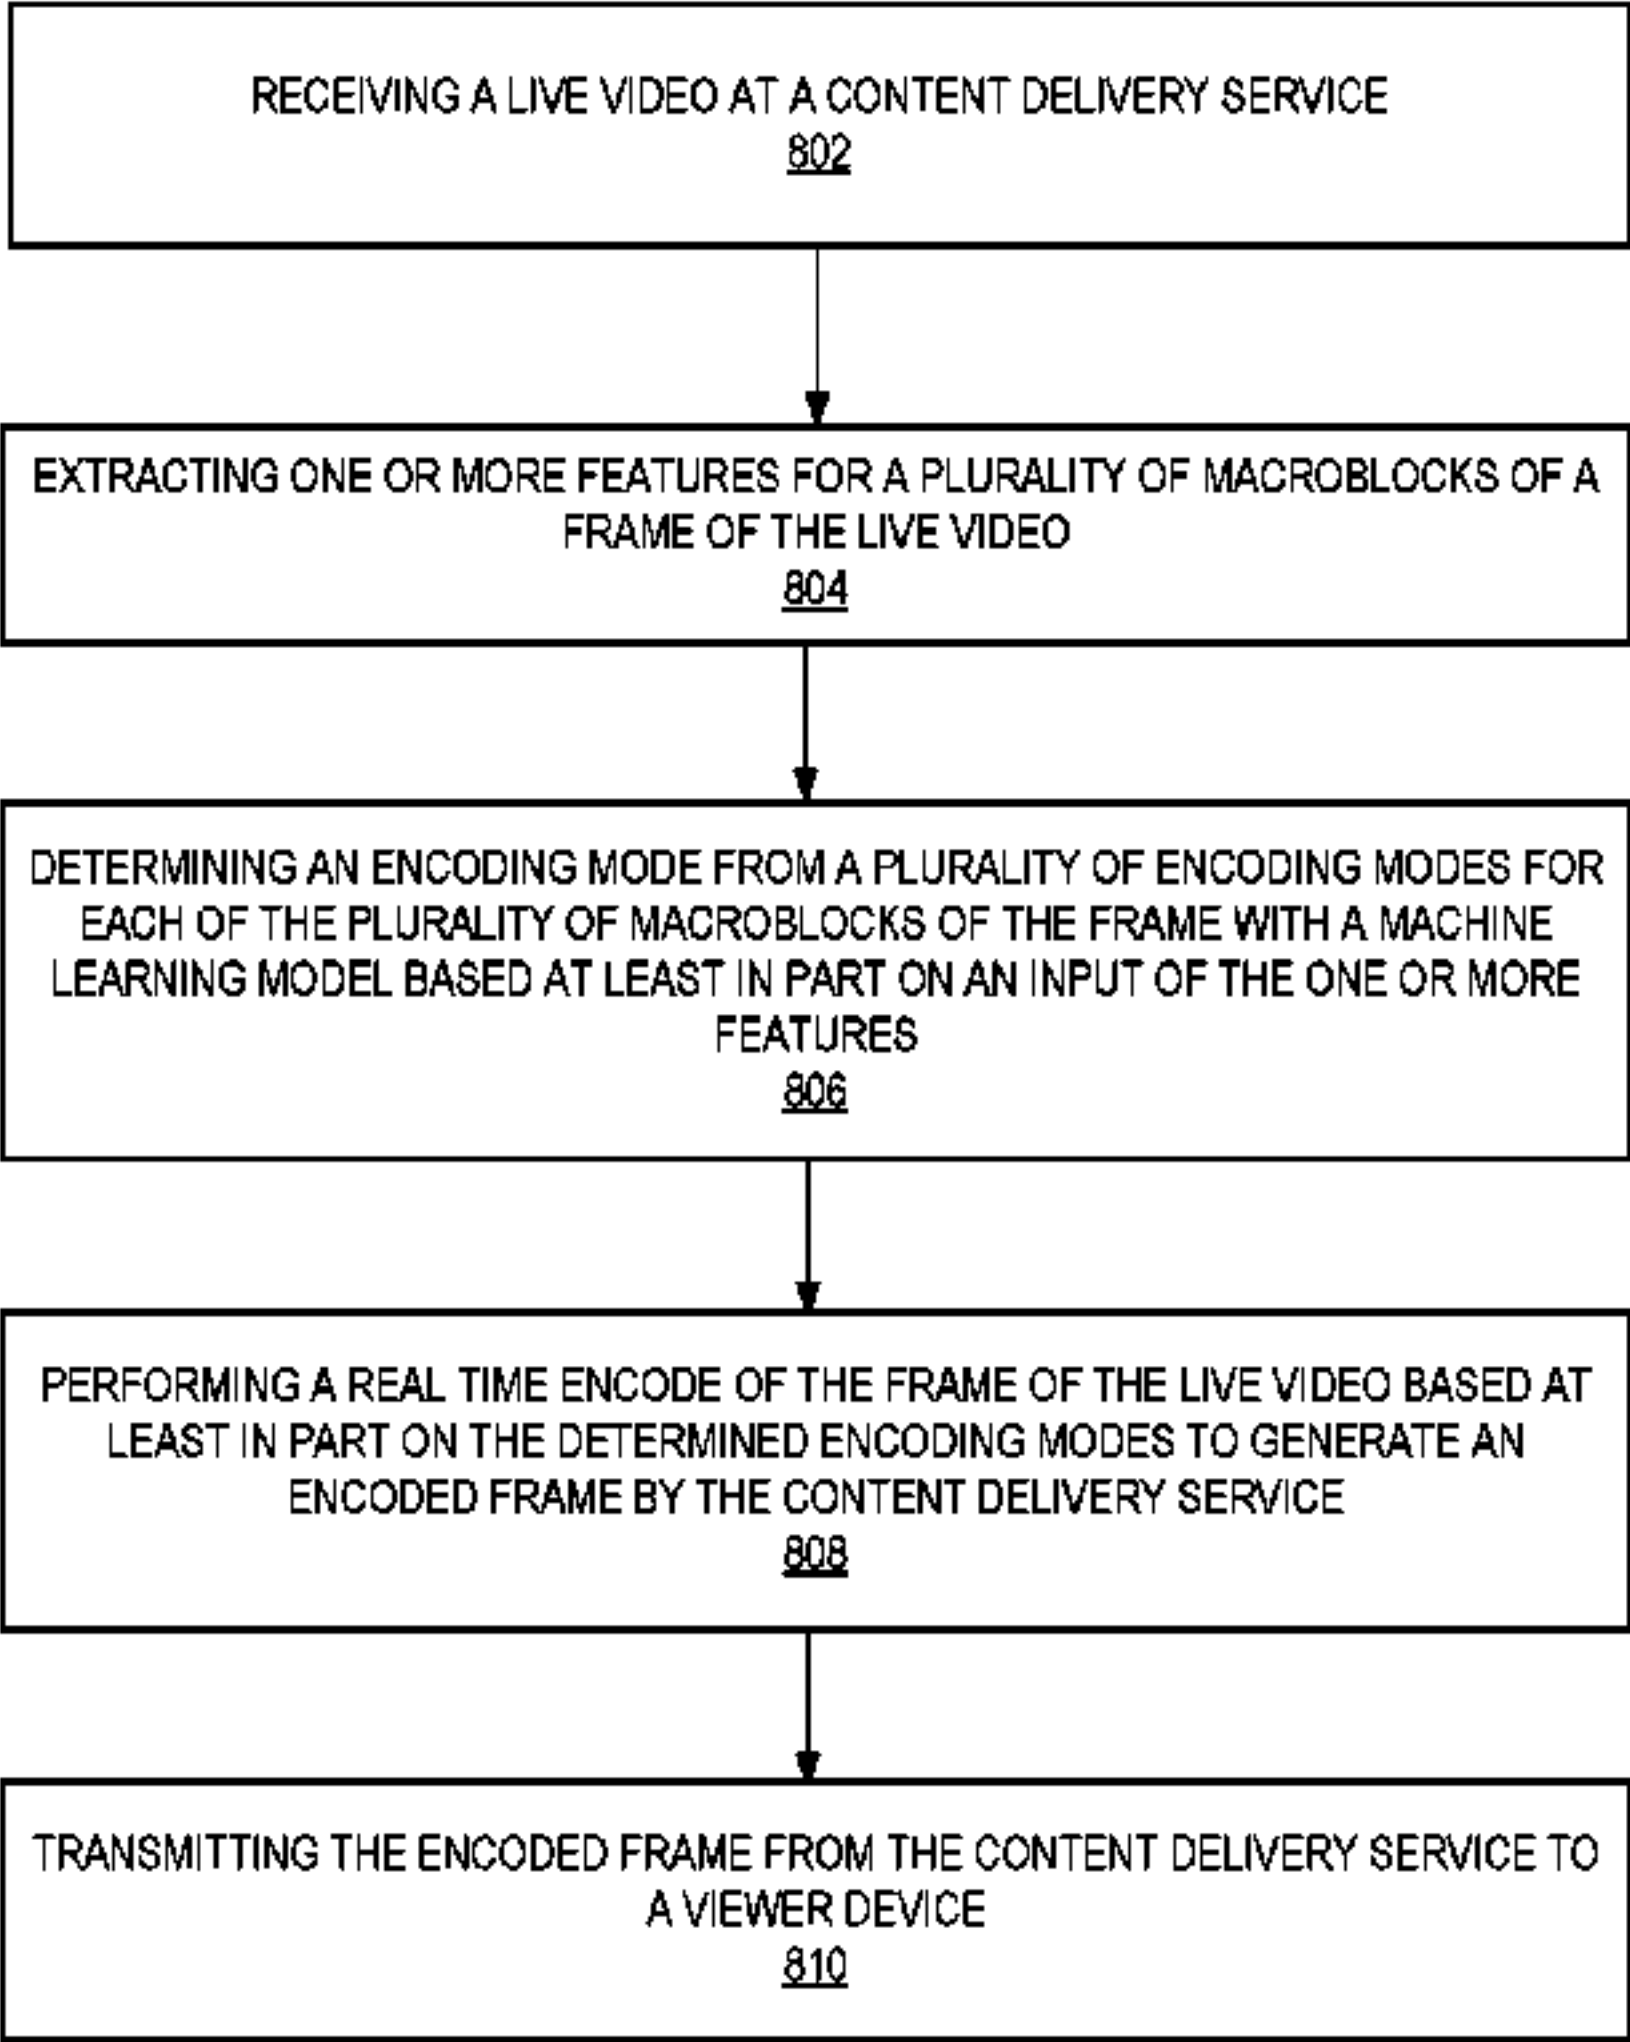 RECEIVING A LIVE VIDEO AT A CONTENT DELIVERY SERVICE
802
EXTRACTING ONE OR MORE FEATURES FOR A PLURALITY OF MACROBLOCKS OF A
FRAME OF THE LIVE VIDEO
804
DETERMINING AN ENCODING MODE FROM A PLURALITY OF ENCODING MODES FOR
EACH OF THE PLURALITY OF MACROBLOCKS OF THE FRAME WITH A MACHINE
LEARNING MODEL BASED AT LEAST IN PART ON AN INPUT OF THE ONE OR MORE
FEATURES
806
PERFORMING A REAL TIME ENCODE OF THE FRAME OF THE LIVE VIDEO BASED AT
LEAST IN PART ON THE DETERMINED ENCODING MODES TO GENERATE AN
ENCODED FRAME BY THE CONTENT DELIVERY SERVICE
808
TRANSMITTING THE ENCODED FRAME FROM THE CONTENT DELIVERY SERVICE TO
A VIEWER DEVICE
810